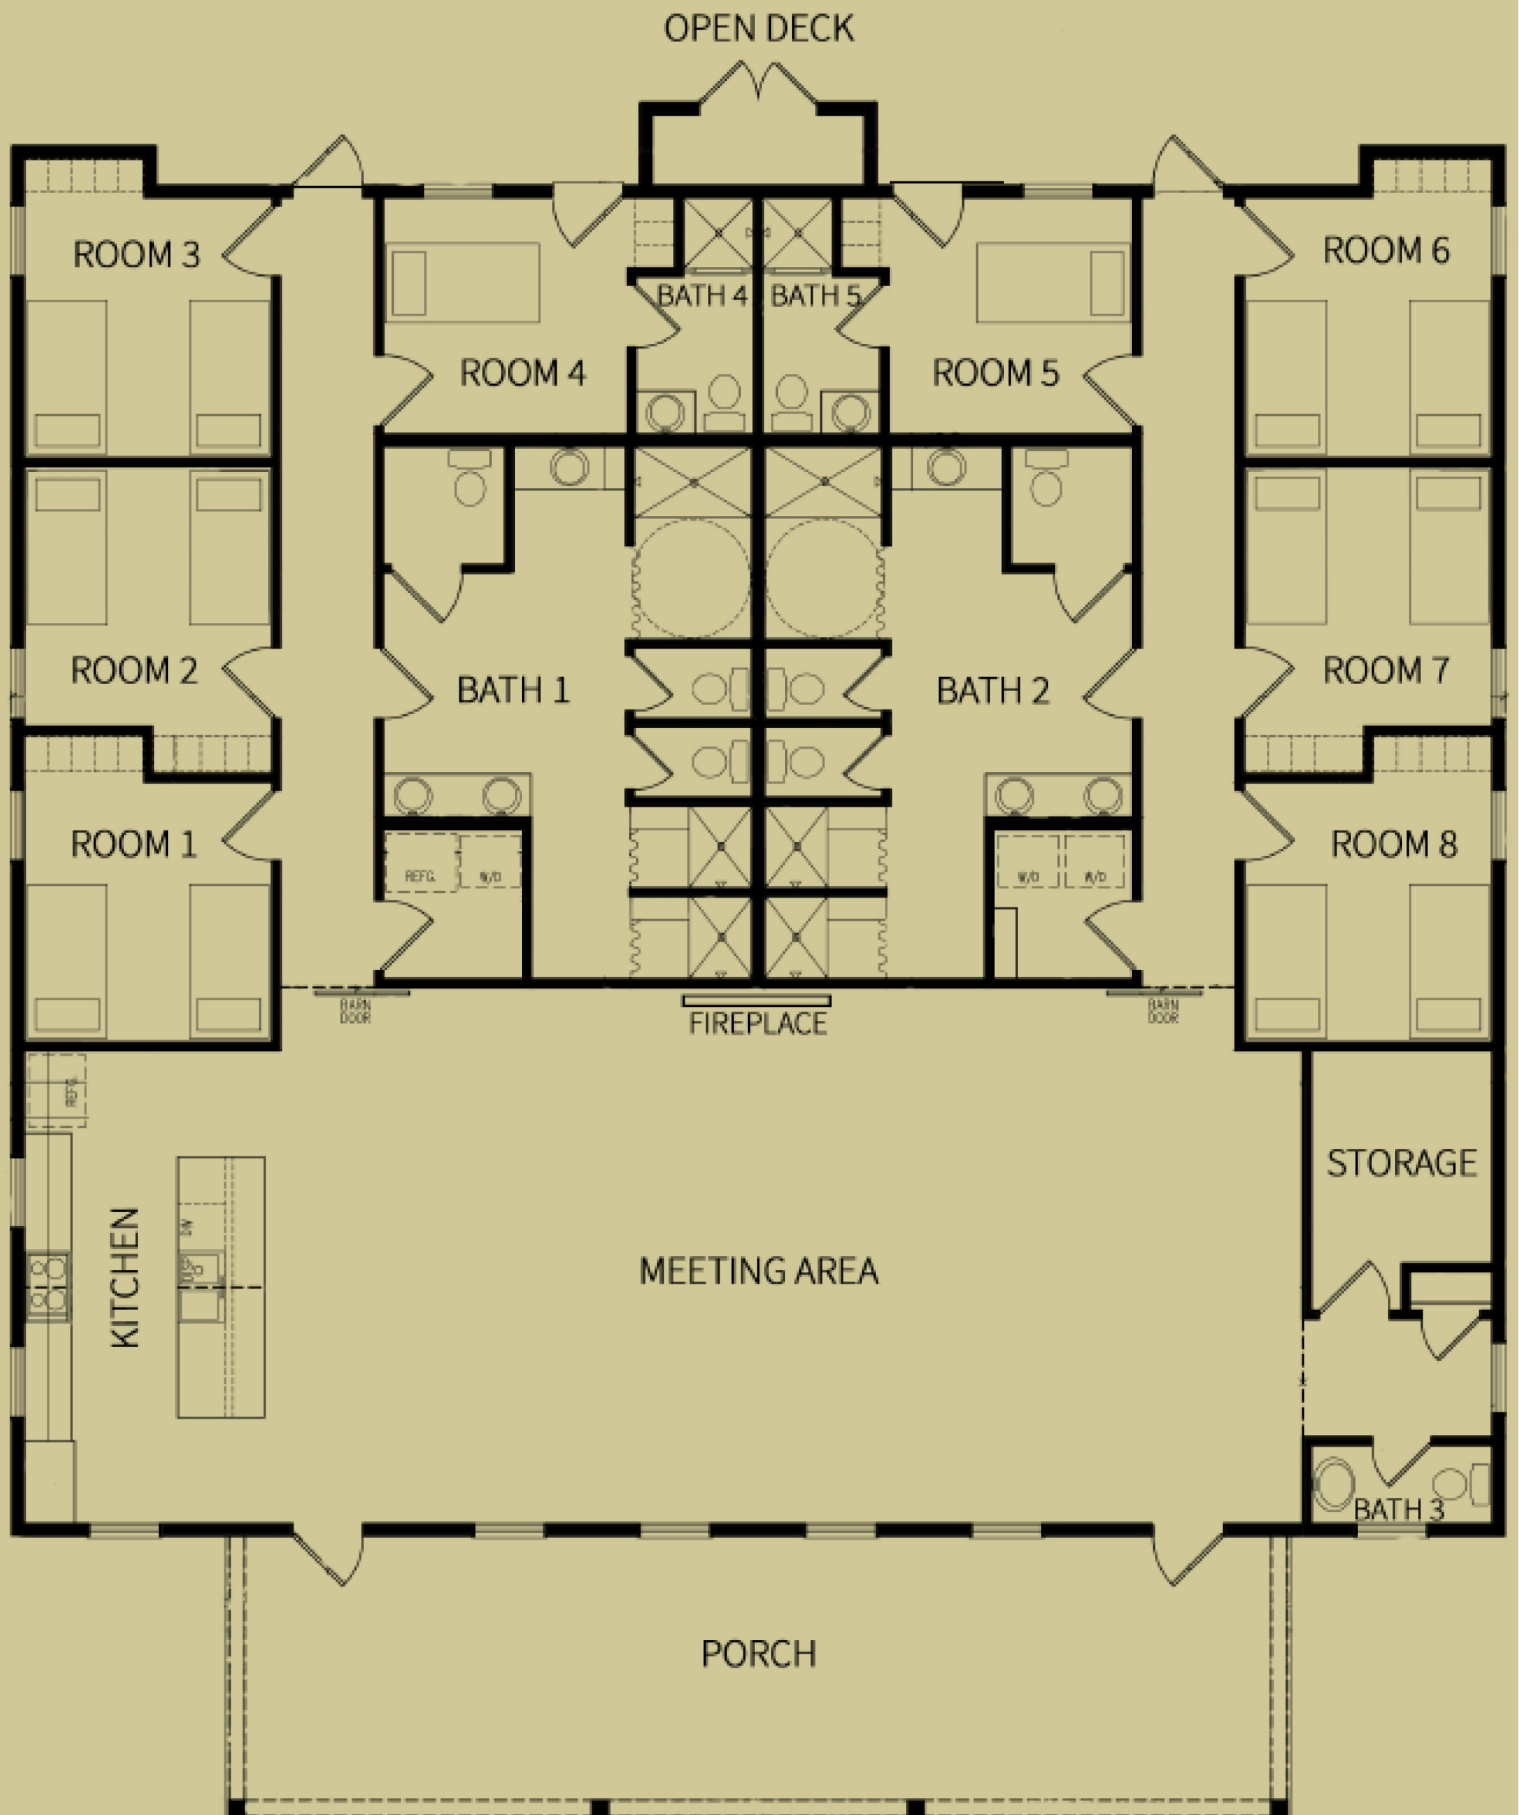 OPEN DECK
ROOM 3
ROOM 6
BATH 4
BATH 5
ROOM 4
ROOM 5
ROOM 2
BATH 1
BATH 2
ROOM 7
ROOM 1
ROOM 8
REFG.
W/D
W/D
W/D
BARN
DOOR
FIREPLACE
BARN
DOOR
REFG.
STORAGE
KITCHEN
DW
DISP
MEETING AREA
BATH 3
PORCH